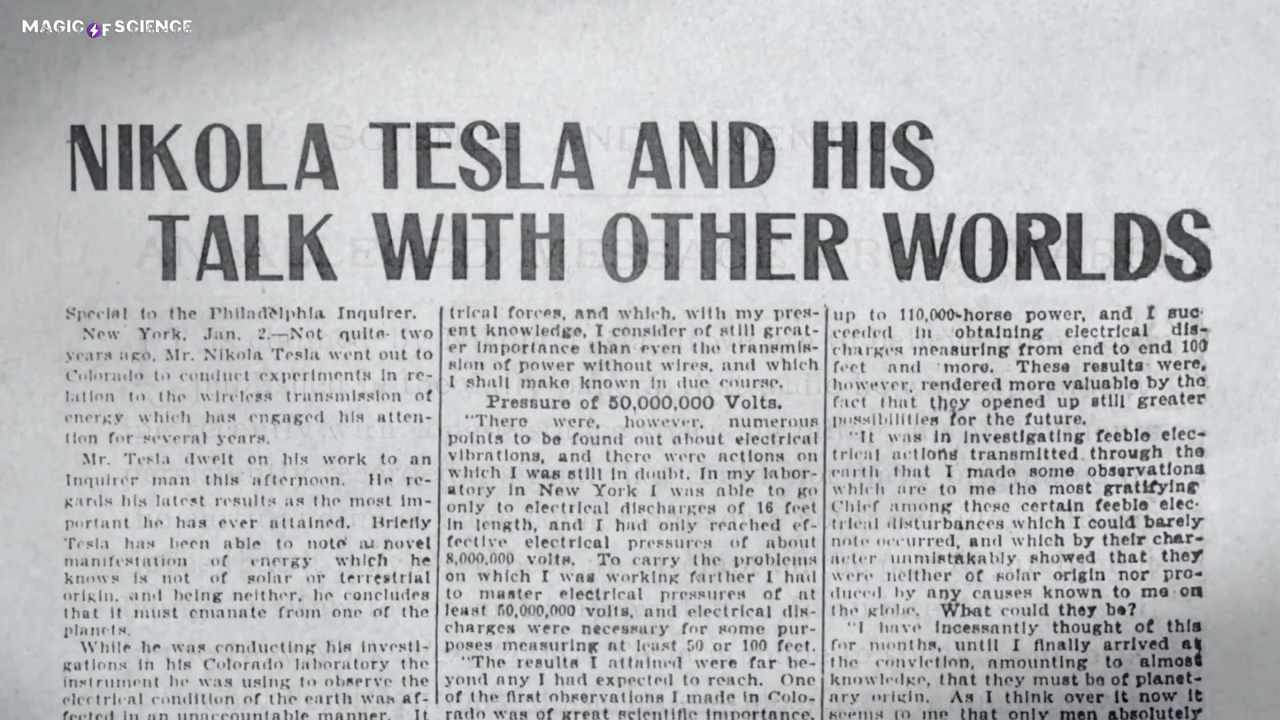 MAGIC OF SCIENCE
NIKOLA TESLA AND HIS
TALK WITH OTHER WORLDS
Special to the Philadelphia Inquirer.
New York, Jan. 2.—Not quite two
years ago, Mr. Nikola Tesla went out to
Colorado to conduct experiments in re-
lation to the wireless transmission of
energy which has engaged his atten-
tion for several years.
Mr. Tesla dwelt on his work to an
Inquirer man this afternoon. He re-
gards his latest results as the most im-
portant he has ever attained. Briefly
Tesla has been able to note a novel
manifestation of energy which he
knows is not of solar or terrestrial
origin, and being neither, he concludes
that it must emanate from one of the
planets.
While he was conducting his investi-
gations in his Colorado laboratory the
instrument he was using to observe the
electrical condition of the earth was af-
fected in an unaccountable manner. It
trical forces, and which, with my pres-
ent knowledge, I consider of still great-
er importance than even the transmis-
sion of power without wires, and which
I shall make known in due course.
Pressure of 50,000,000 Volts.
"There were, however, numerous
points to be found out about electrical
vibrations, and there were actions on
which I was still in doubt. In my labor-
atory in New York I was able to go
only to electrical discharges of 16 feet
in length, and I had only reached ef-
fective electrical pressures of about
8,000,000 volts. To carry the problems
on which I was working farther I had
to master electrical pressures of at
least 50,000,000 volts, and electrical dis-
charges were necessary for some pur-
poses measuring at least 50 or 100 feet.
"The results I attained were far be-
yond any I had expected to reach. One
of the first observations I made in Colo-
rado was of great scientific importance.
up to 110,000-horse power, and I suc-
ceeded in obtaining electrical dis-
charges measuring from end to end 100
feet and more. These results were,
however, rendered more valuable by the
fact that they opened up still greater
possibilities for the future.
"It was in investigating feeble elec-
trical actions transmitted through the
earth that I made some observations
which are to me the most gratifying
Chief among these certain feeble elec-
trical disturbances which I could barely
note occurred, and which by their char-
acter unmistakably showed that they
were neither of solar origin nor pro-
duced by any causes known to me on
the globe. What could they be?
"I have incessantly thought of this
for months, until I finally arrived at
the conviction, amounting to almost
knowledge, that they must be of planet-
ary origin. As I think over it now it
seems to me that only men absolutely